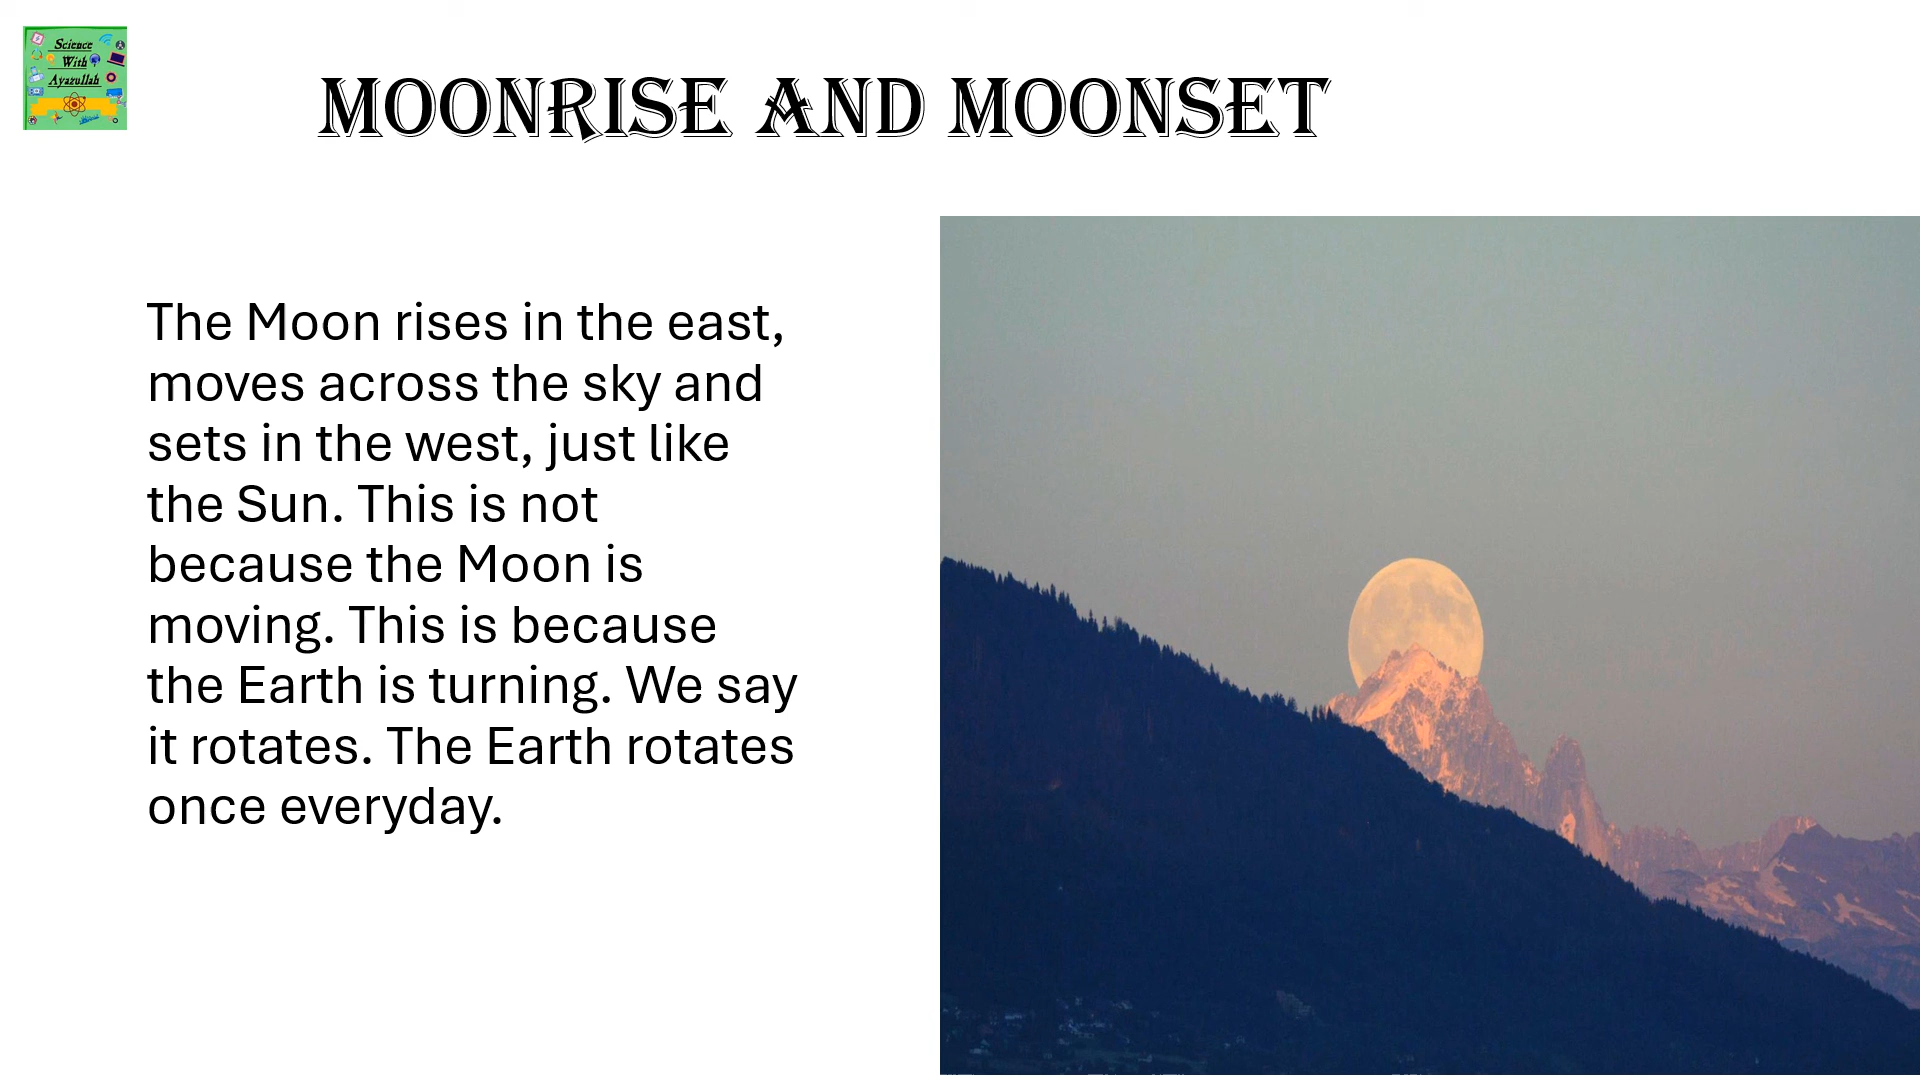 Science
With
Ayazullah
MOONRISE AND MOONSET
The Moon rises in the east,
moves across the sky and
sets in the west, just like
the Sun. This is not
because the Moon is
moving. This is because
the Earth is turning. We say
it rotates. The Earth rotates
once everyday.